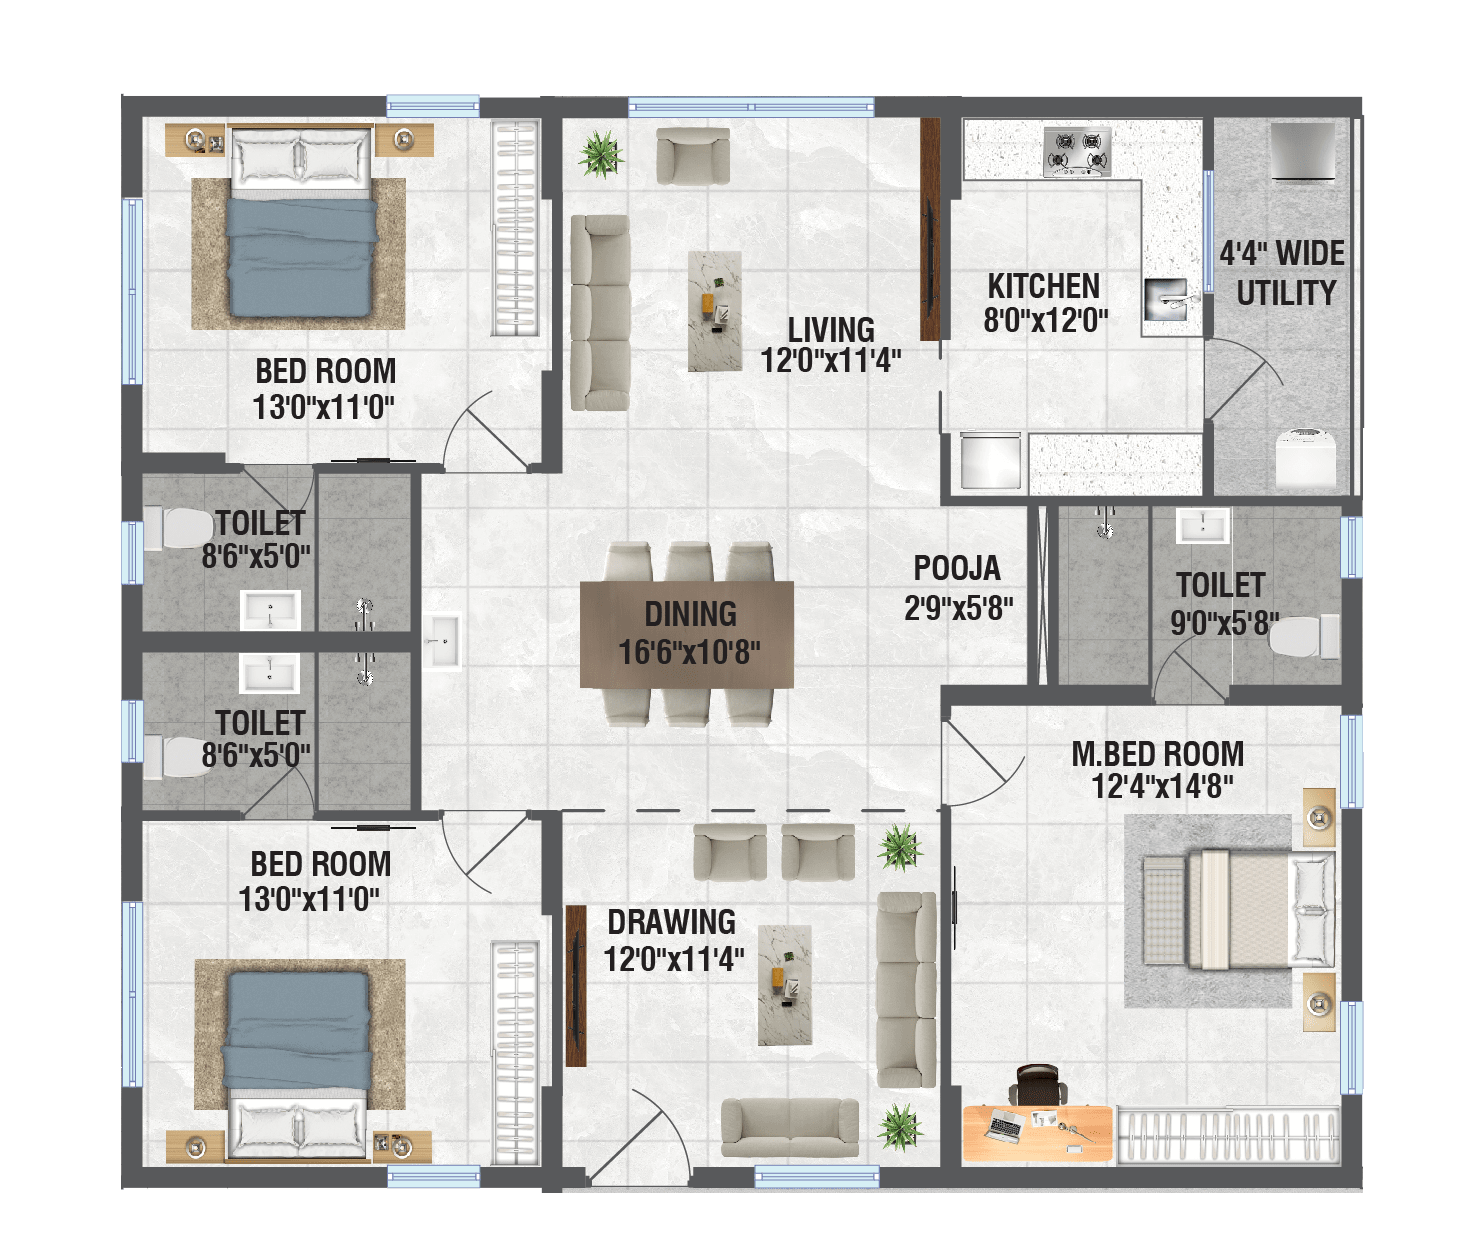 4'4" WIDE
UTILITY
KITCHEN
8'0"x12'0"
LIVING
12'0"x11'4"
BED ROOM
13'0"x11'0"
TOILET
8'6"x5'0"
POOJA
2'9"x5'8"
TOILET
9'0"x5'8"
DINING
16'6"x10'8"
TOILET
8'6"x5'0"
M.BED ROOM
12'4"x14'8"
BED ROOM
13'0"x11'0"
DRAWING
12'0"x11'4"